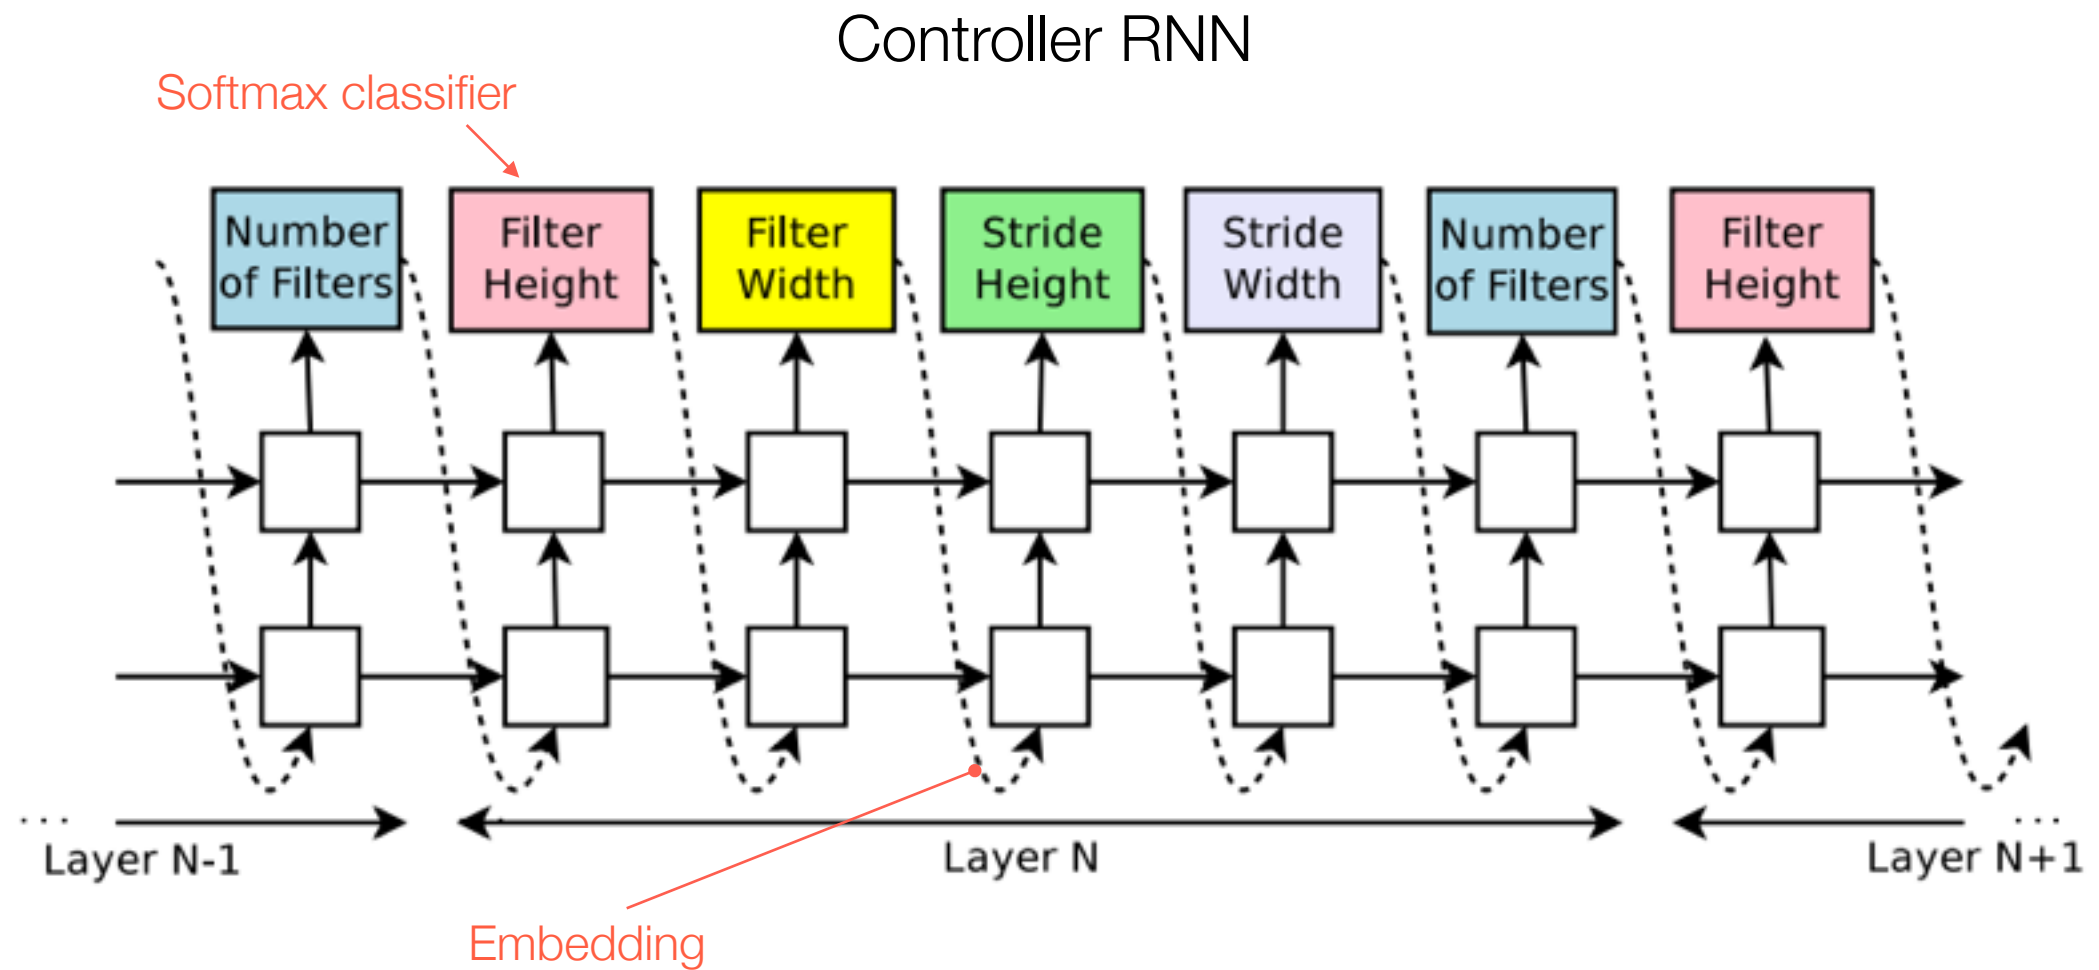 Controller RNN
Softmax classifier
Number
of Filters
Filter
Height
Filter
Width
Stride
Height
Stride
Width
Number
of Filters
Filter
Height
. . .
Layer N-1
Layer N
. . .
Layer N+1
Embedding